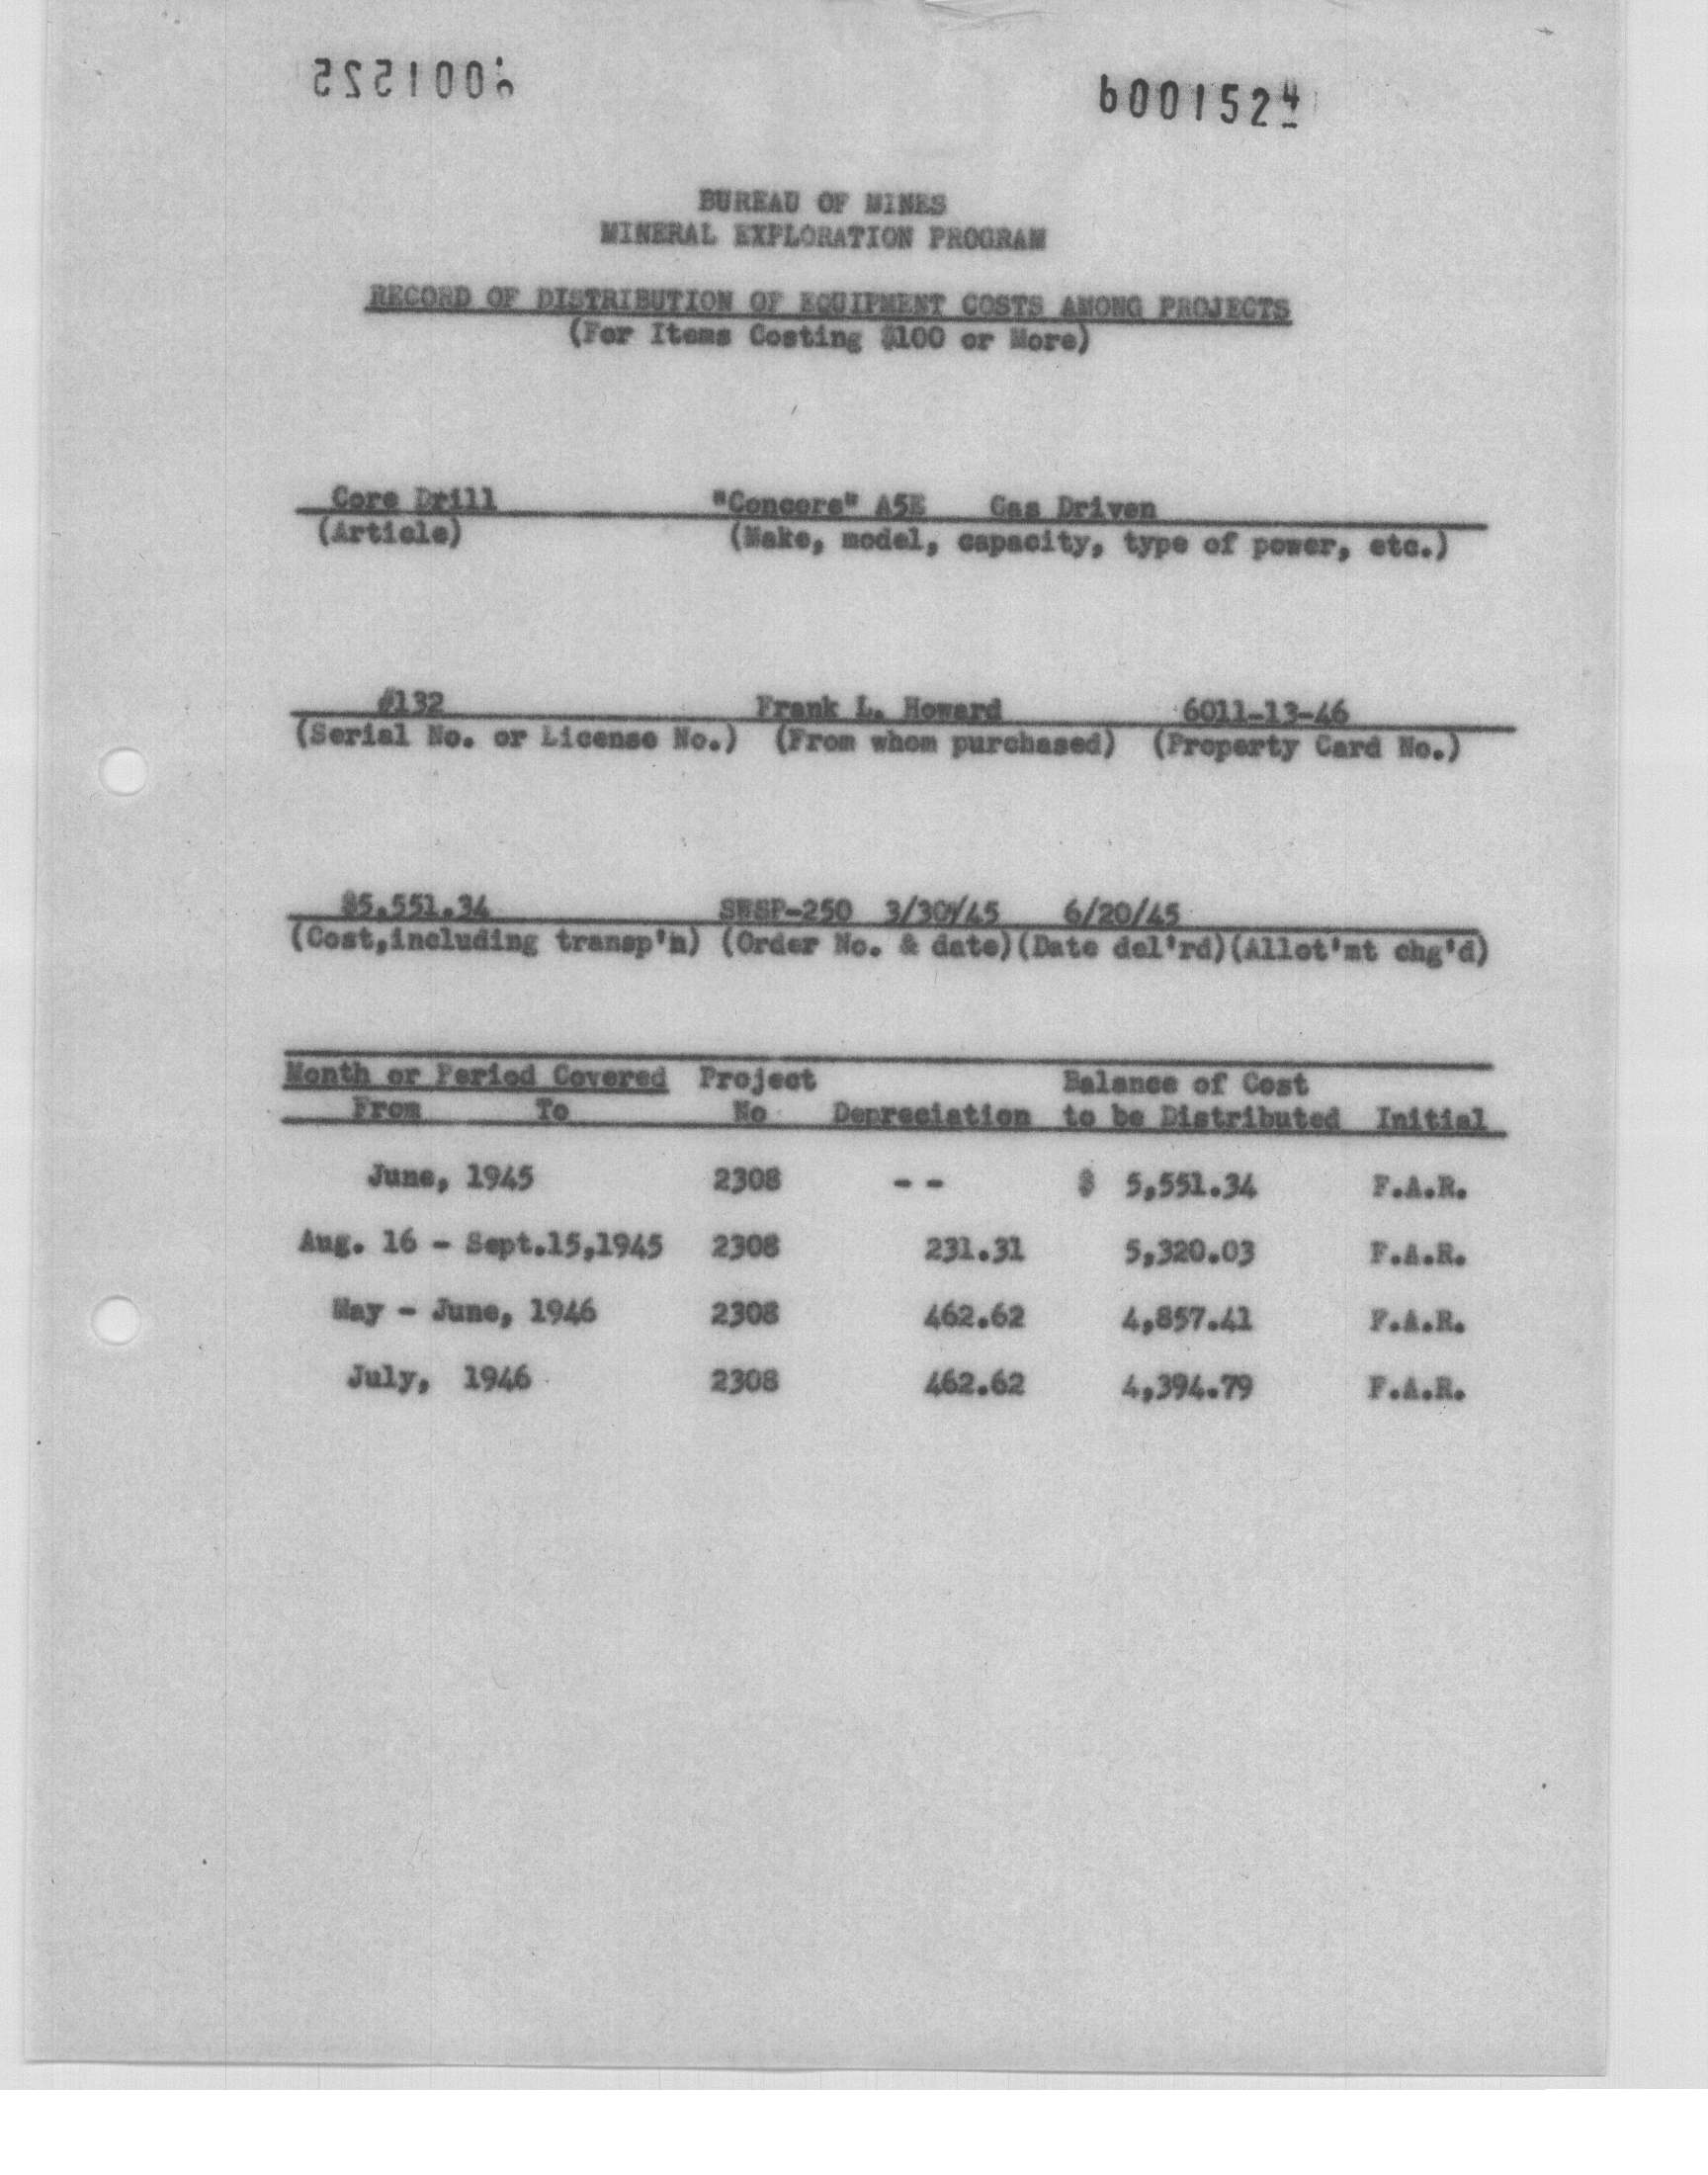 6001524
BUREAU OF MINES
MINERAL EXPLORATION PROGRAM
RECORD OF DISTRIBUTION OF EQUIPMENT COSTS AMONG PROJECTS
(For Items Costing $100 or More)
Core Drill "Concore" A5E Gas Driven
(Article) (Make, model, capacity, type of power, etc.)
#132 Frank L. Howard 6011-13-46
(Serial No. or License No.) (From whom purchased) (Property Card No.)
$5,551.34 SWSP-250 3/30/45 6/20/45
(Cost,including transp'n) (Order No. & date)(Date del'rd)(Allot'mt chg'd)
Month or Period Covered Project Balance of Cost
From To No Depreciation to be Distributed Initial
June, 1945 2308 -- $ 5,551.34 F.A.R.
Aug. 16 - Sept.15,1945 2308 231.31 5,320.03 F.A.R.
May - June, 1946 2308 462.62 4,857.41 F.A.R.
July, 1946 2308 462.62 4,394.79 F.A.R.